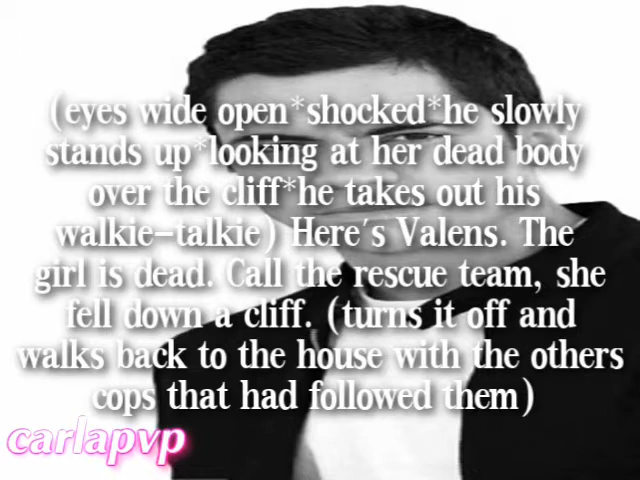 (eyes wide open*shocked*he slowly
stands up*looking at her dead body
over the cliff*he takes out his
walkie-talkie) Here's Valens. The
girl is dead. Call the rescue team, she
fell down a cliff. (turns it off and
walks back to the house with the others
cops that had followed them)
carlapvp